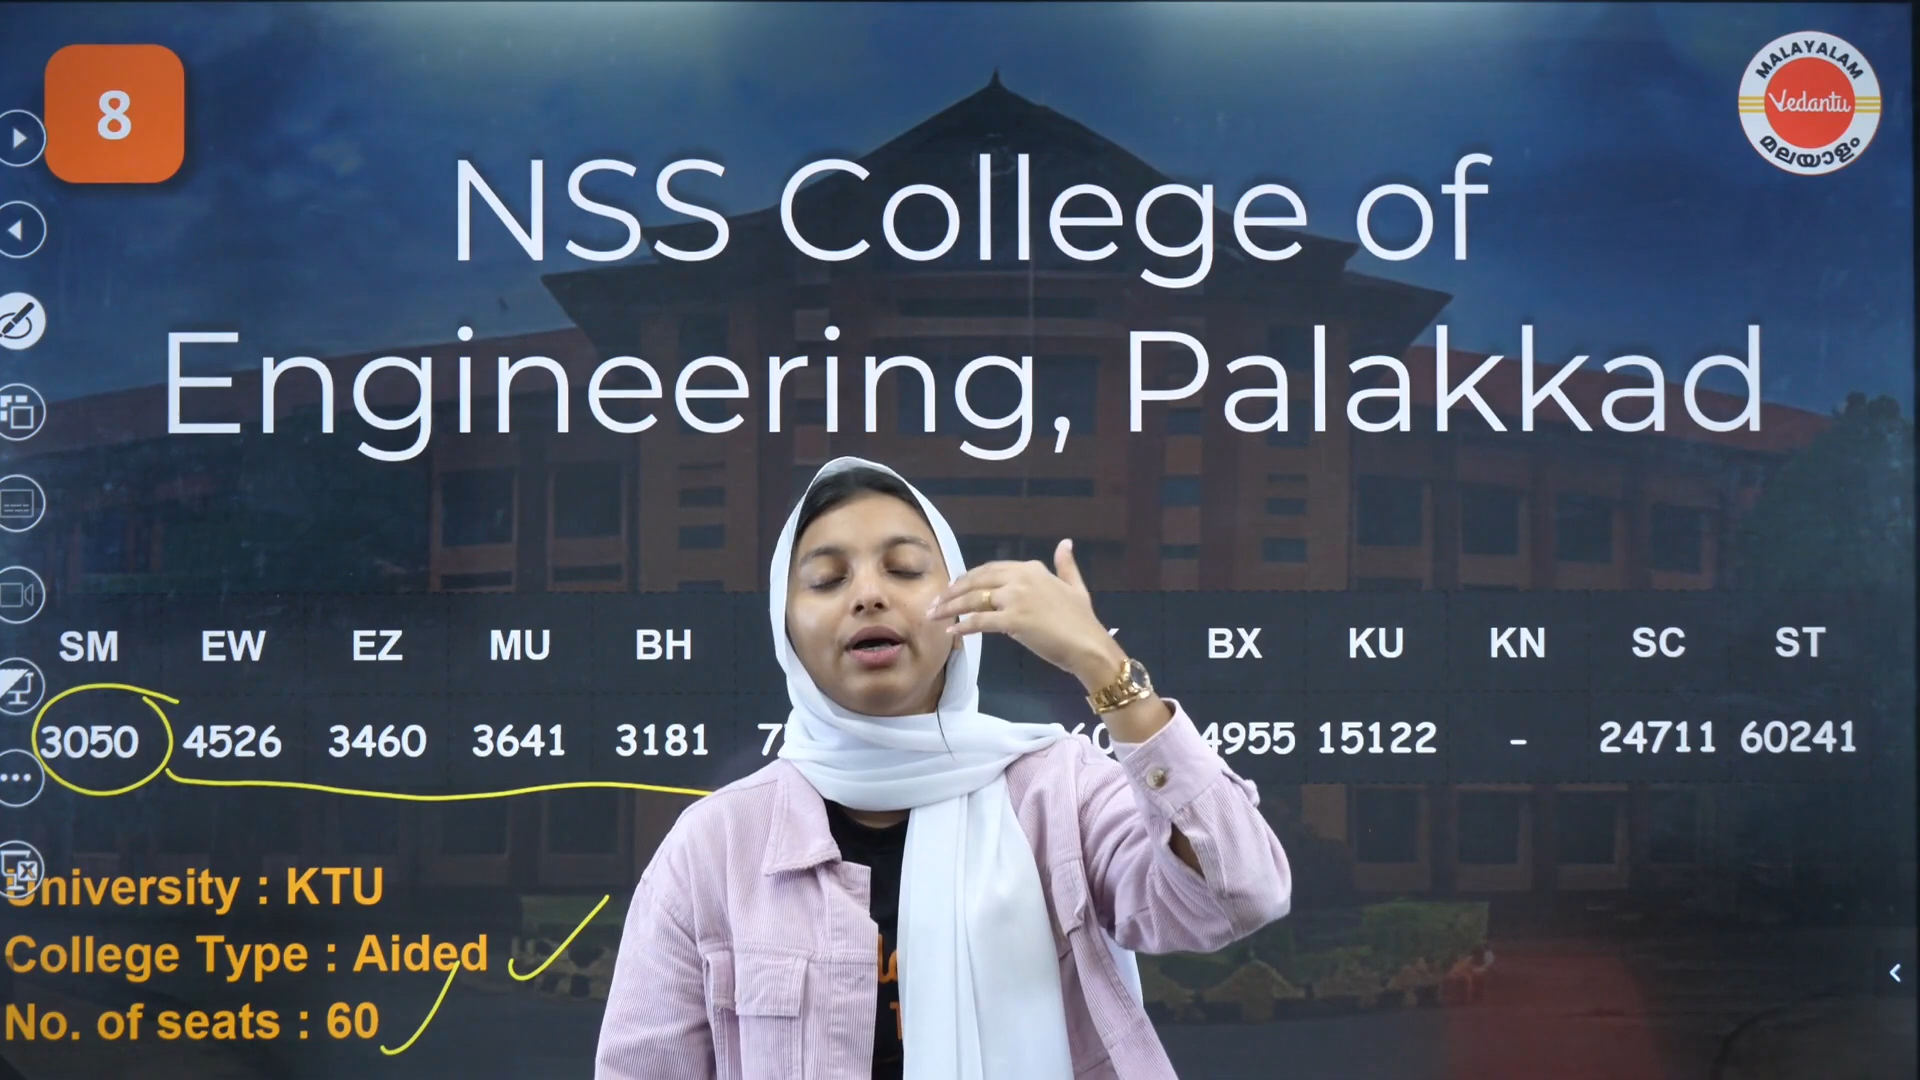 8
MALAYALAM
Vedantu
മലയാളം
NSS College of
Engineering, Palakkad
SM EW EZ MU BH BX KU KN SC ST
3050 4526 3460 3641 3181 4955 15122 - 24711 60241
University : KTU
College Type : Aided
No. of seats : 60